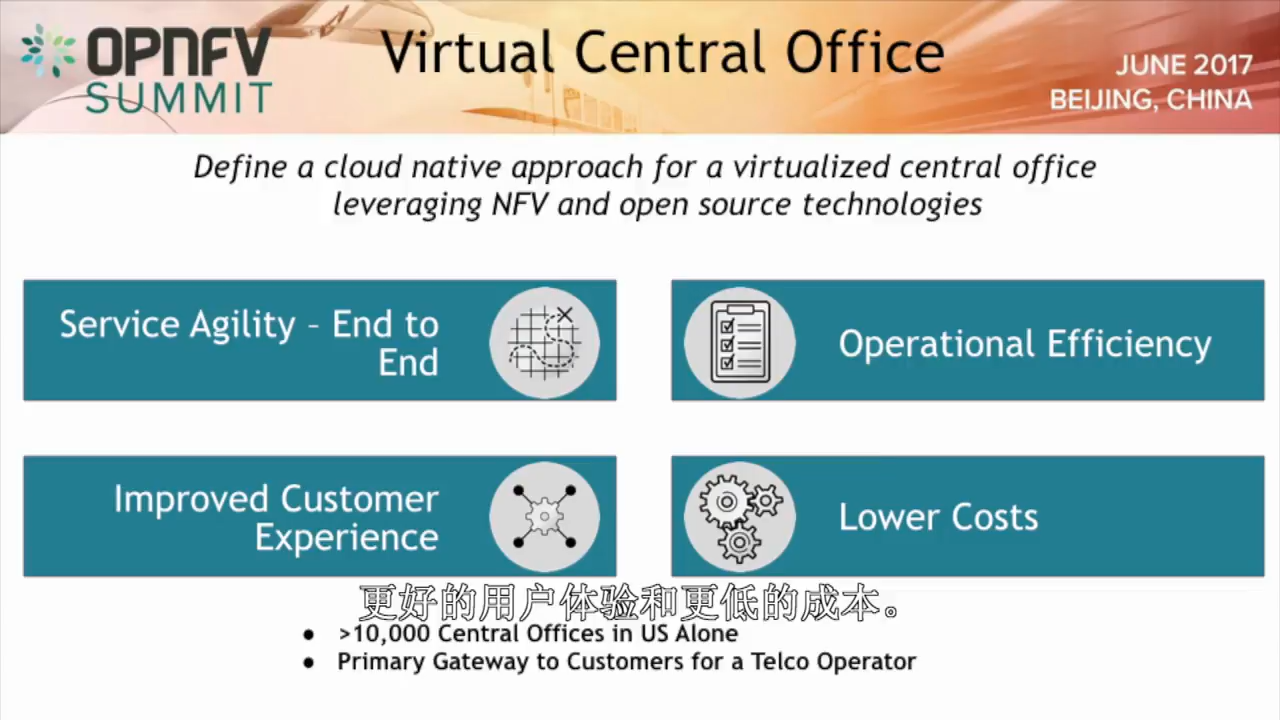 OPNFV
SUMMIT
Virtual Central Office
JUNE 2017
BEIJING, CHINA
Define a cloud native approach for a virtualized central office
leveraging NFV and open source technologies
Service Agility – End to
End
Operational Efficiency
Improved Customer
Experience
Lower Costs
更好的用户体验和更低的成本。
● >10,000 Central Offices in US Alone
● Primary Gateway to Customers for a Telco Operator